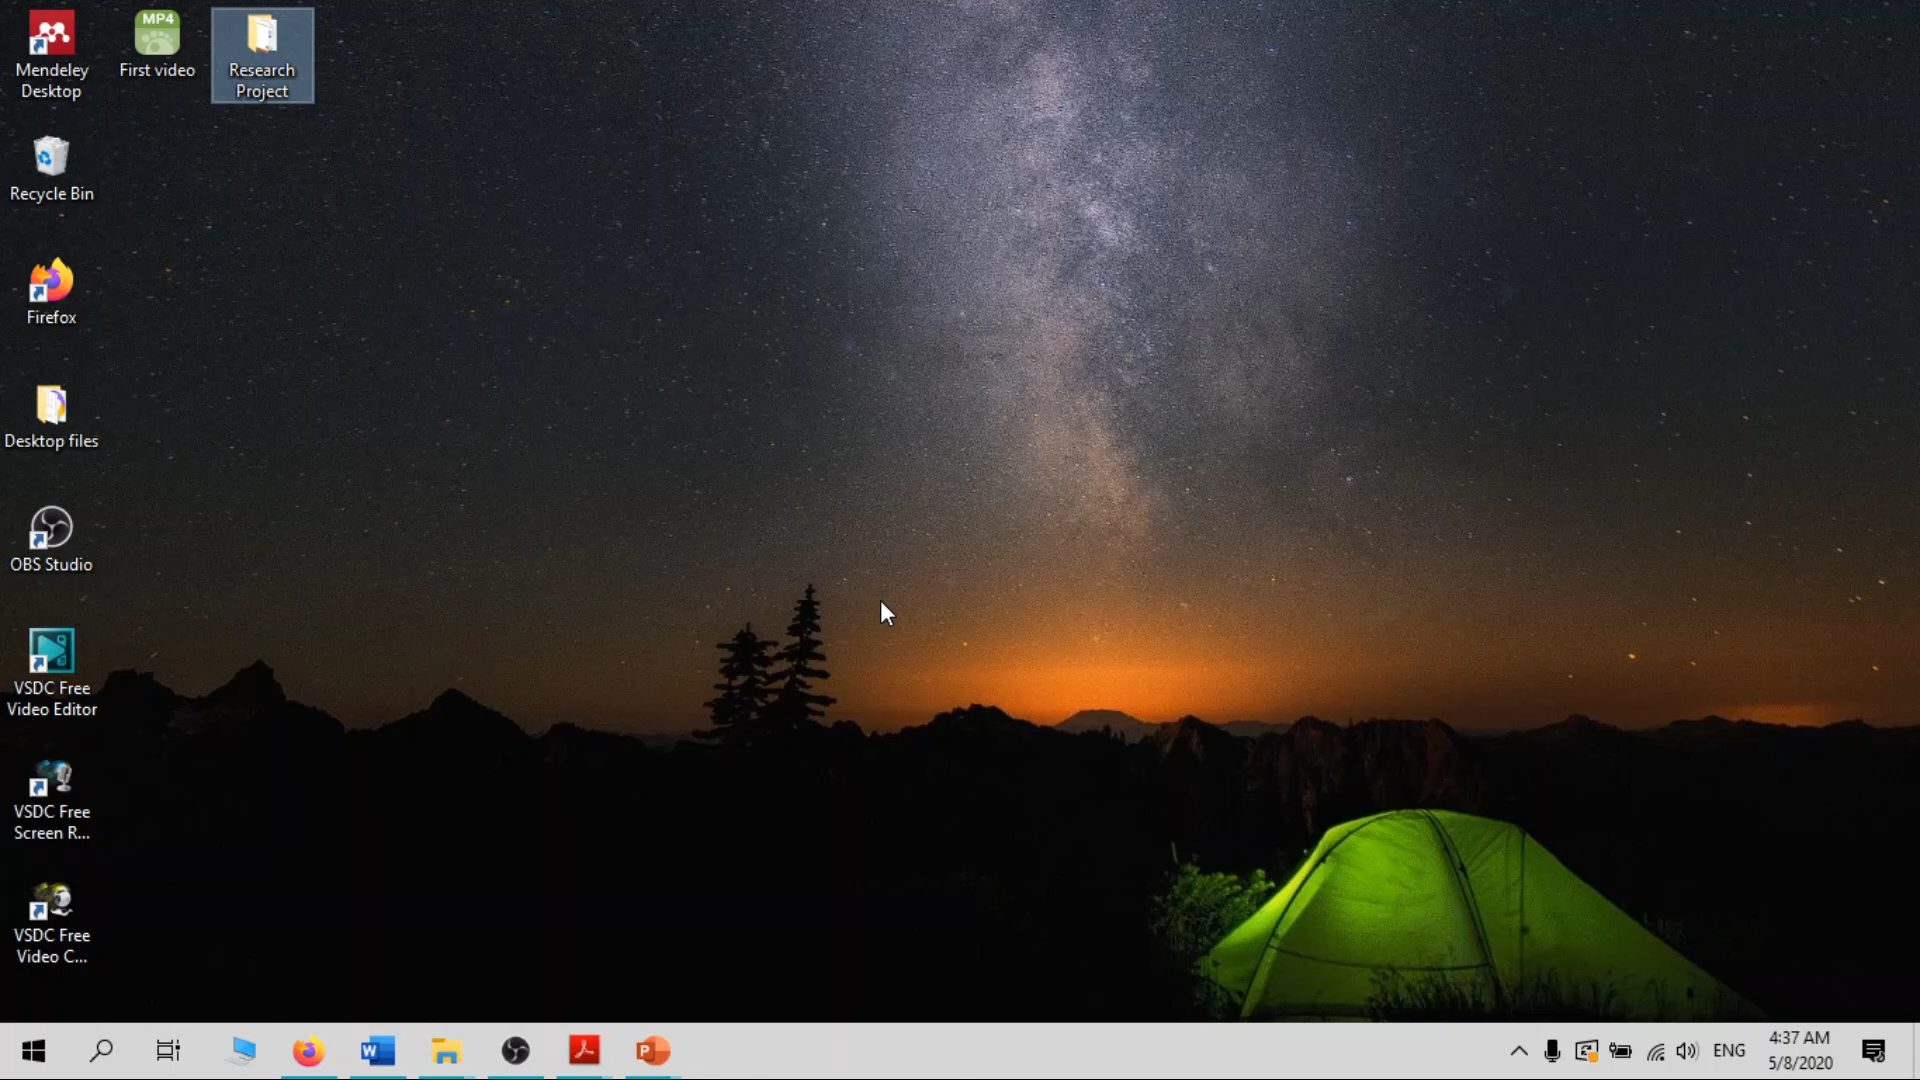 Mendeley
Desktop
MP4
First video
Research
Project
Recycle Bin
Firefox
Desktop files
OBS Studio
VSDC Free
Video Editor
VSDC Free
Screen R...
VSDC Free
Video C...
W
P
ENG
4:37 AM
5/8/2020